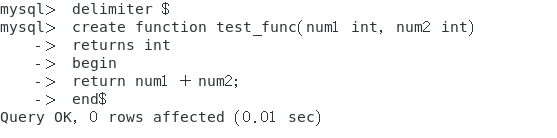 mysql> delimiter $
mysql> create function test_func(num1 int, num2 int)
    -> returns int
    -> begin
    -> return num1 + num2;
    -> end$
Query OK, 0 rows affected (0.01 sec)